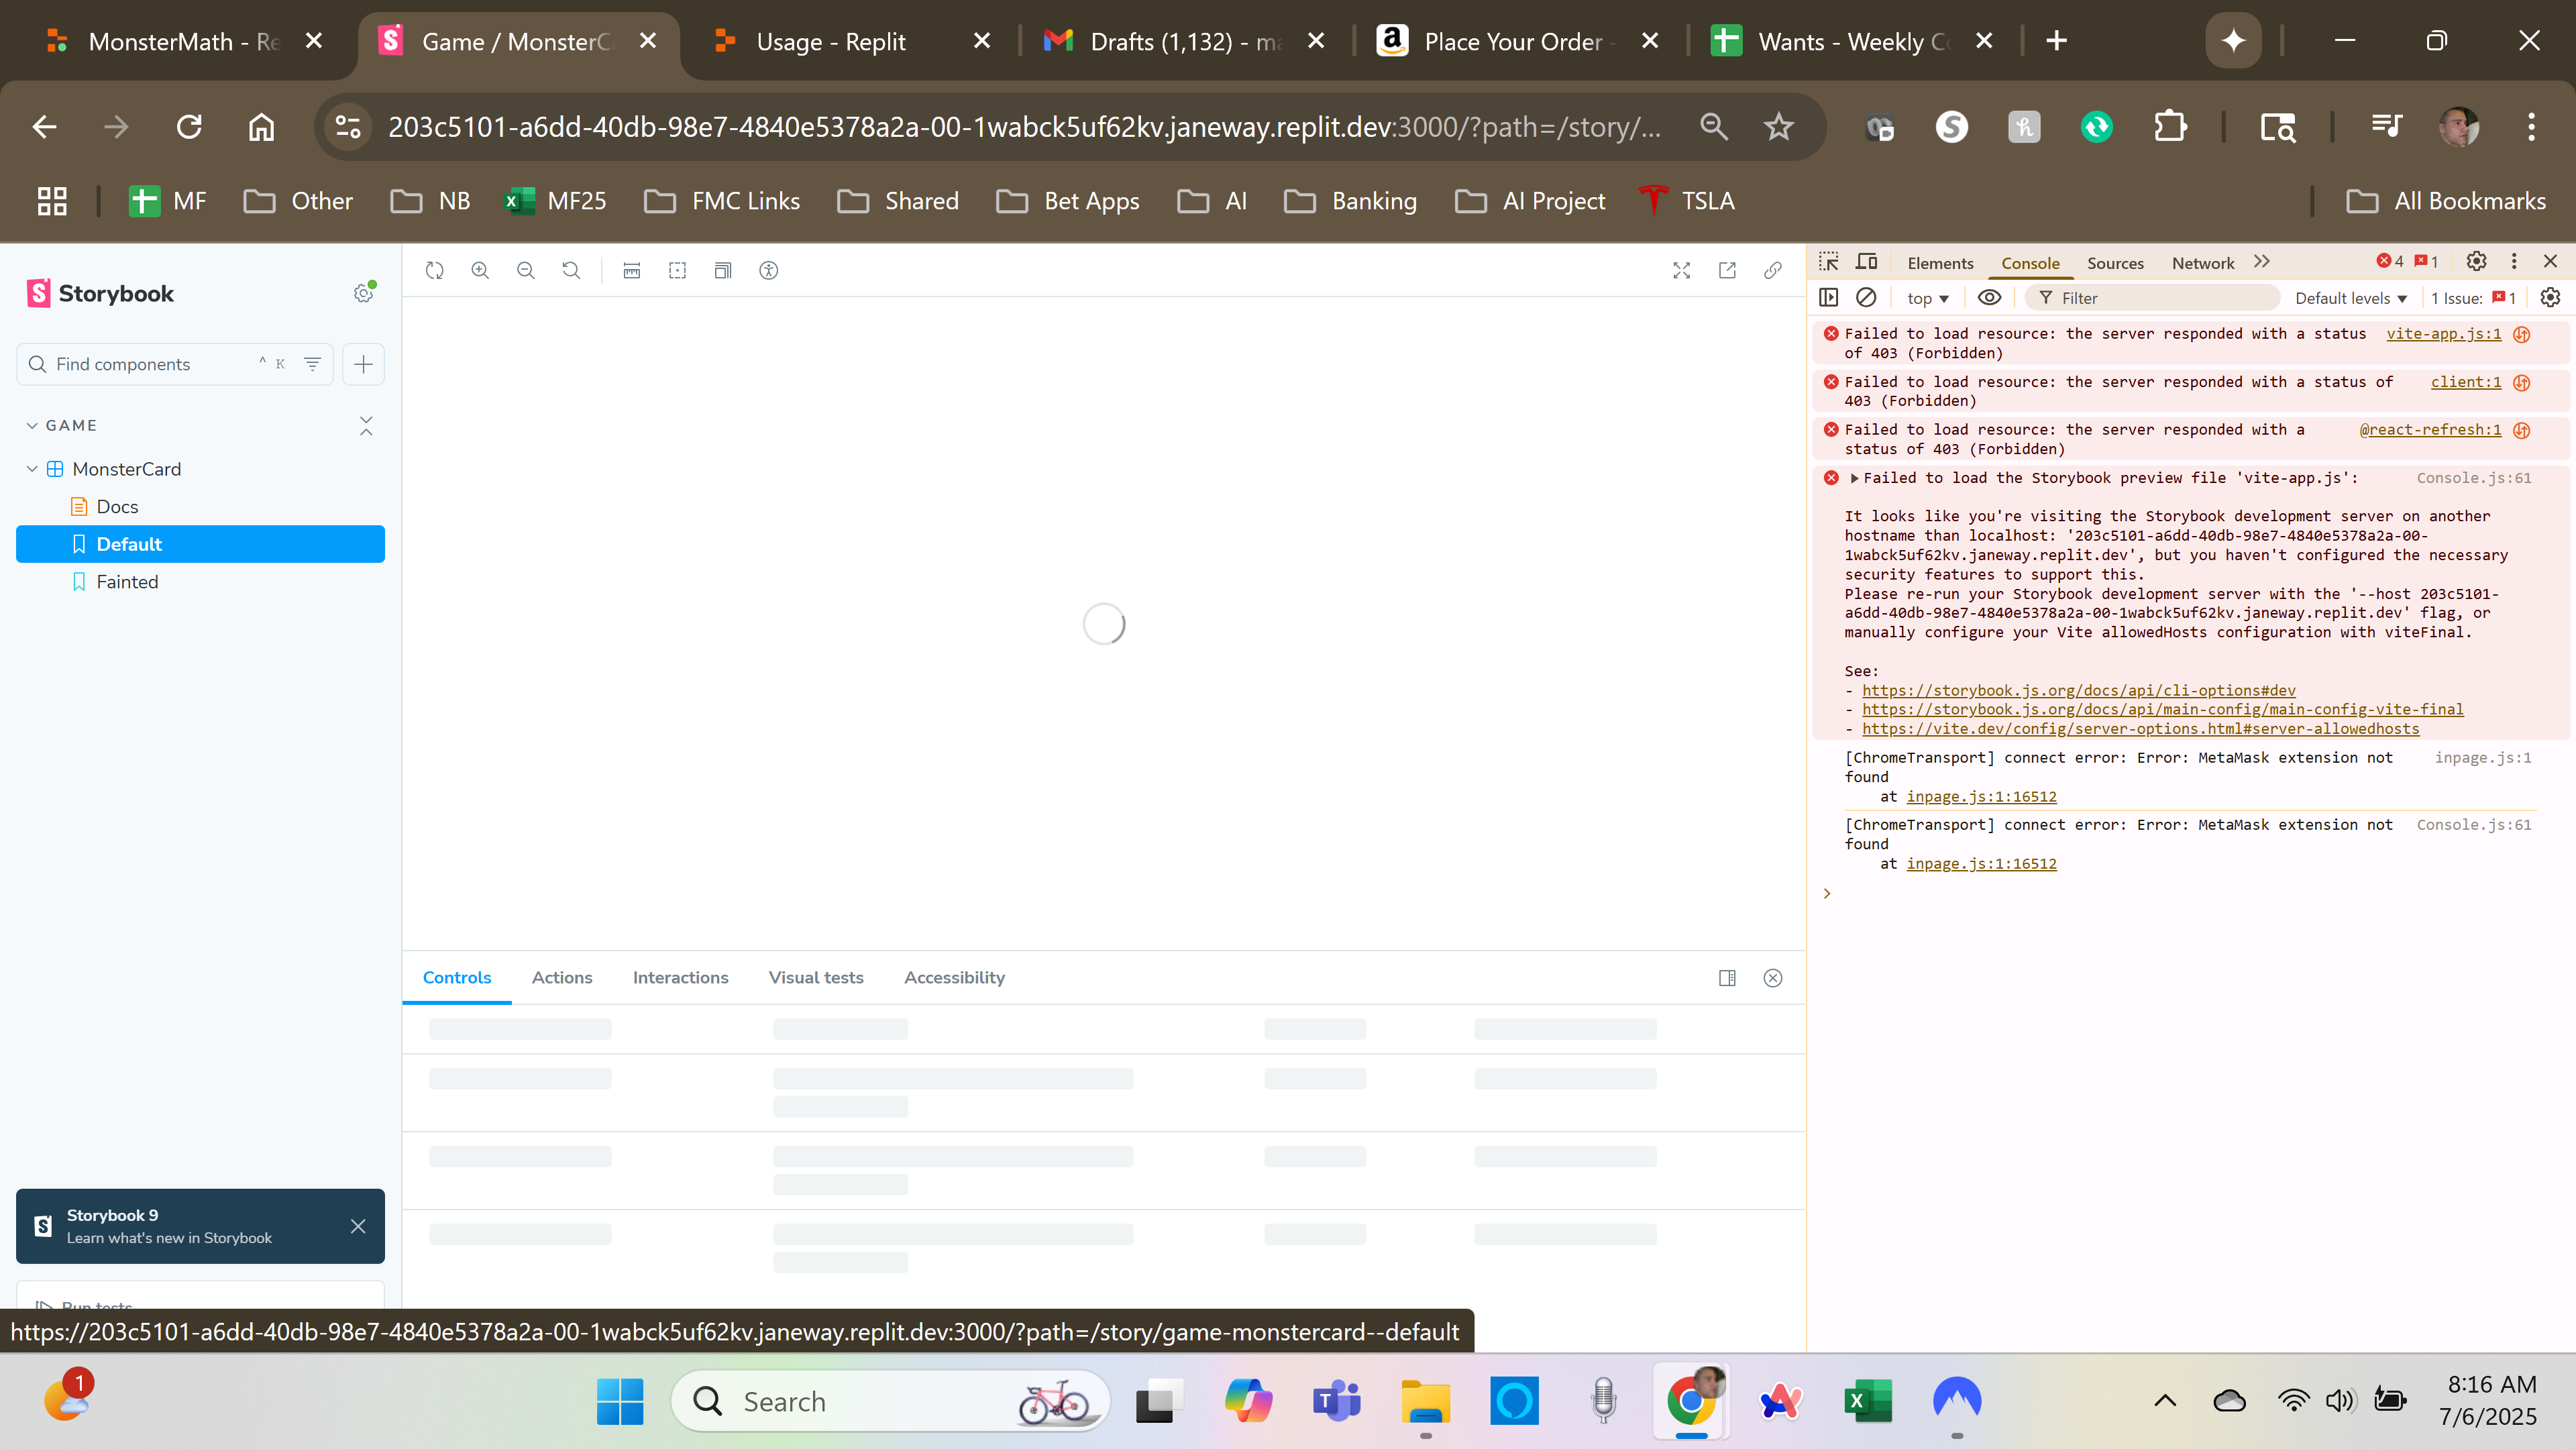 MonsterMath - Re
Game / MonsterC
Usage - Replit
Drafts (1,132) - ma
Place Your Order -
Wants - Weekly Co
203c5101-a6dd-40db-98e7-4840e5378a2a-00-1wabck5uf62kv.janeway.replit.dev:3000/?path=/story/...
MF
Other
NB
MF25
FMC Links
Shared
Bet Apps
AI
Banking
AI Project
TSLA
All Bookmarks
Storybook
Find components
^ K
GAME
MonsterCard
Docs
Default
Fainted
Storybook 9
Learn what's new in Storybook
Run tests
Controls
Actions
Interactions
Visual tests
Accessibility
Elements
Console
Sources
Network
4
1
top
Filter
Default levels
1 Issue:
1
Failed to load resource: the server responded with a status vite-app.js:1
of 403 (Forbidden)
Failed to load resource: the server responded with a status of client:1
403 (Forbidden)
Failed to load resource: the server responded with a @react-refresh:1
status of 403 (Forbidden)
Failed to load the Storybook preview file 'vite-app.js': Console.js:61
It looks like you're visiting the Storybook development server on another
hostname than localhost: '203c5101-a6dd-40db-98e7-4840e5378a2a-00-
1wabck5uf62kv.janeway.replit.dev', but you haven't configured the necessary
security features to support this.
Please re-run your Storybook development server with the '--host 203c5101-
a6dd-40db-98e7-4840e5378a2a-00-1wabck5uf62kv.janeway.replit.dev' flag, or
manually configure your Vite allowedHosts configuration with viteFinal.
See:
- https://storybook.js.org/docs/api/cli-options#dev
- https://storybook.js.org/docs/api/main-config/main-config-vite-final
- https://vite.dev/config/server-options.html#server-allowedhosts
[ChromeTransport] connect error: Error: MetaMask extension not inpage.js:1
found
at inpage.js:1:16512
[ChromeTransport] connect error: Error: MetaMask extension not Console.js:61
found
at inpage.js:1:16512
https://203c5101-a6dd-40db-98e7-4840e5378a2a-00-1wabck5uf62kv.janeway.replit.dev:3000/?path=/story/game-monstercard--default
1
Search
8:16 AM
7/6/2025